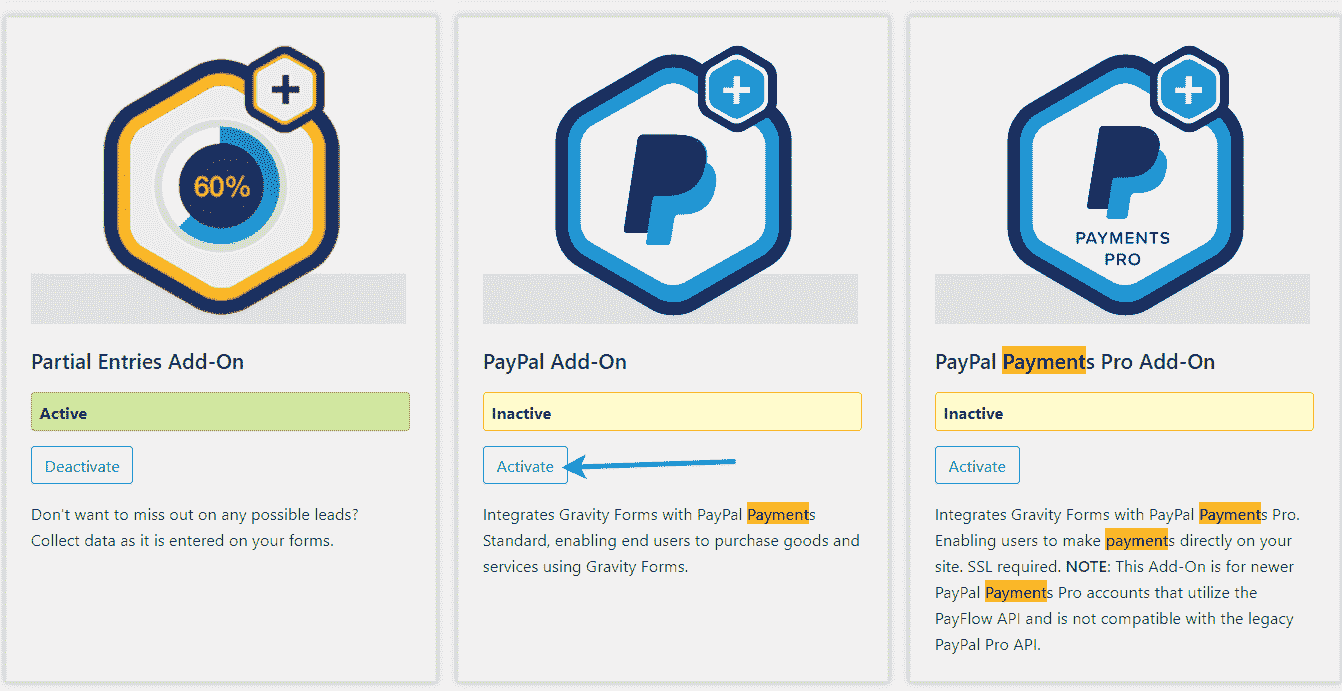 60%
Partial Entries Add-On
Active
Deactivate
Don't want to miss out on any possible leads?
Collect data as it is entered on your forms.
PayPal Add-On
Inactive
Activate
Integrates Gravity Forms with PayPal Payments
Standard, enabling end users to purchase goods and
services using Gravity Forms.
PAYMENTS
PRO
PayPal Payments Pro Add-On
Inactive
Activate
Integrates Gravity Forms with PayPal Payments Pro.
Enabling users to make payments directly on your
site. SSL required. NOTE: This Add-On is for newer
PayPal Payments Pro accounts that utilize the
PayFlow API and is not compatible with the legacy
PayPal Pro API.